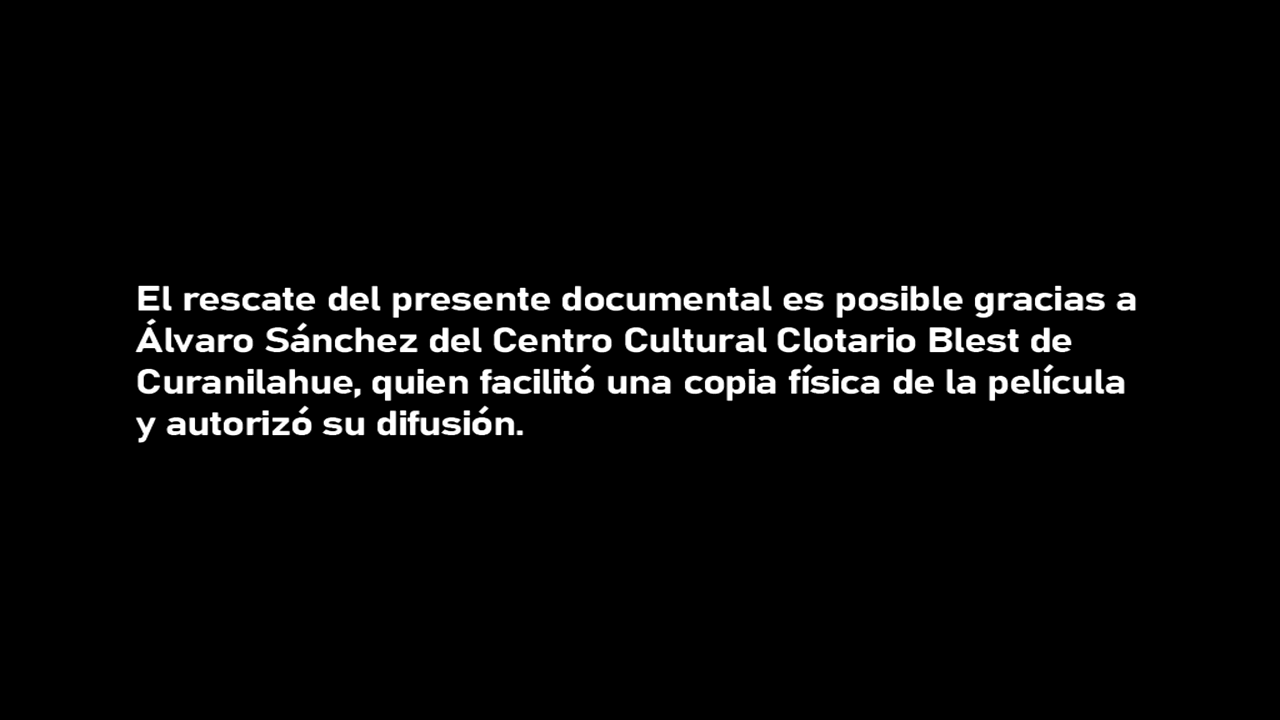 El rescate del presente documental es posible gracias a
Álvaro Sánchez del Centro Cultural Clotario Blest de
Curanilahue, quien facilitó una copia física de la película
y autorizó su difusión.